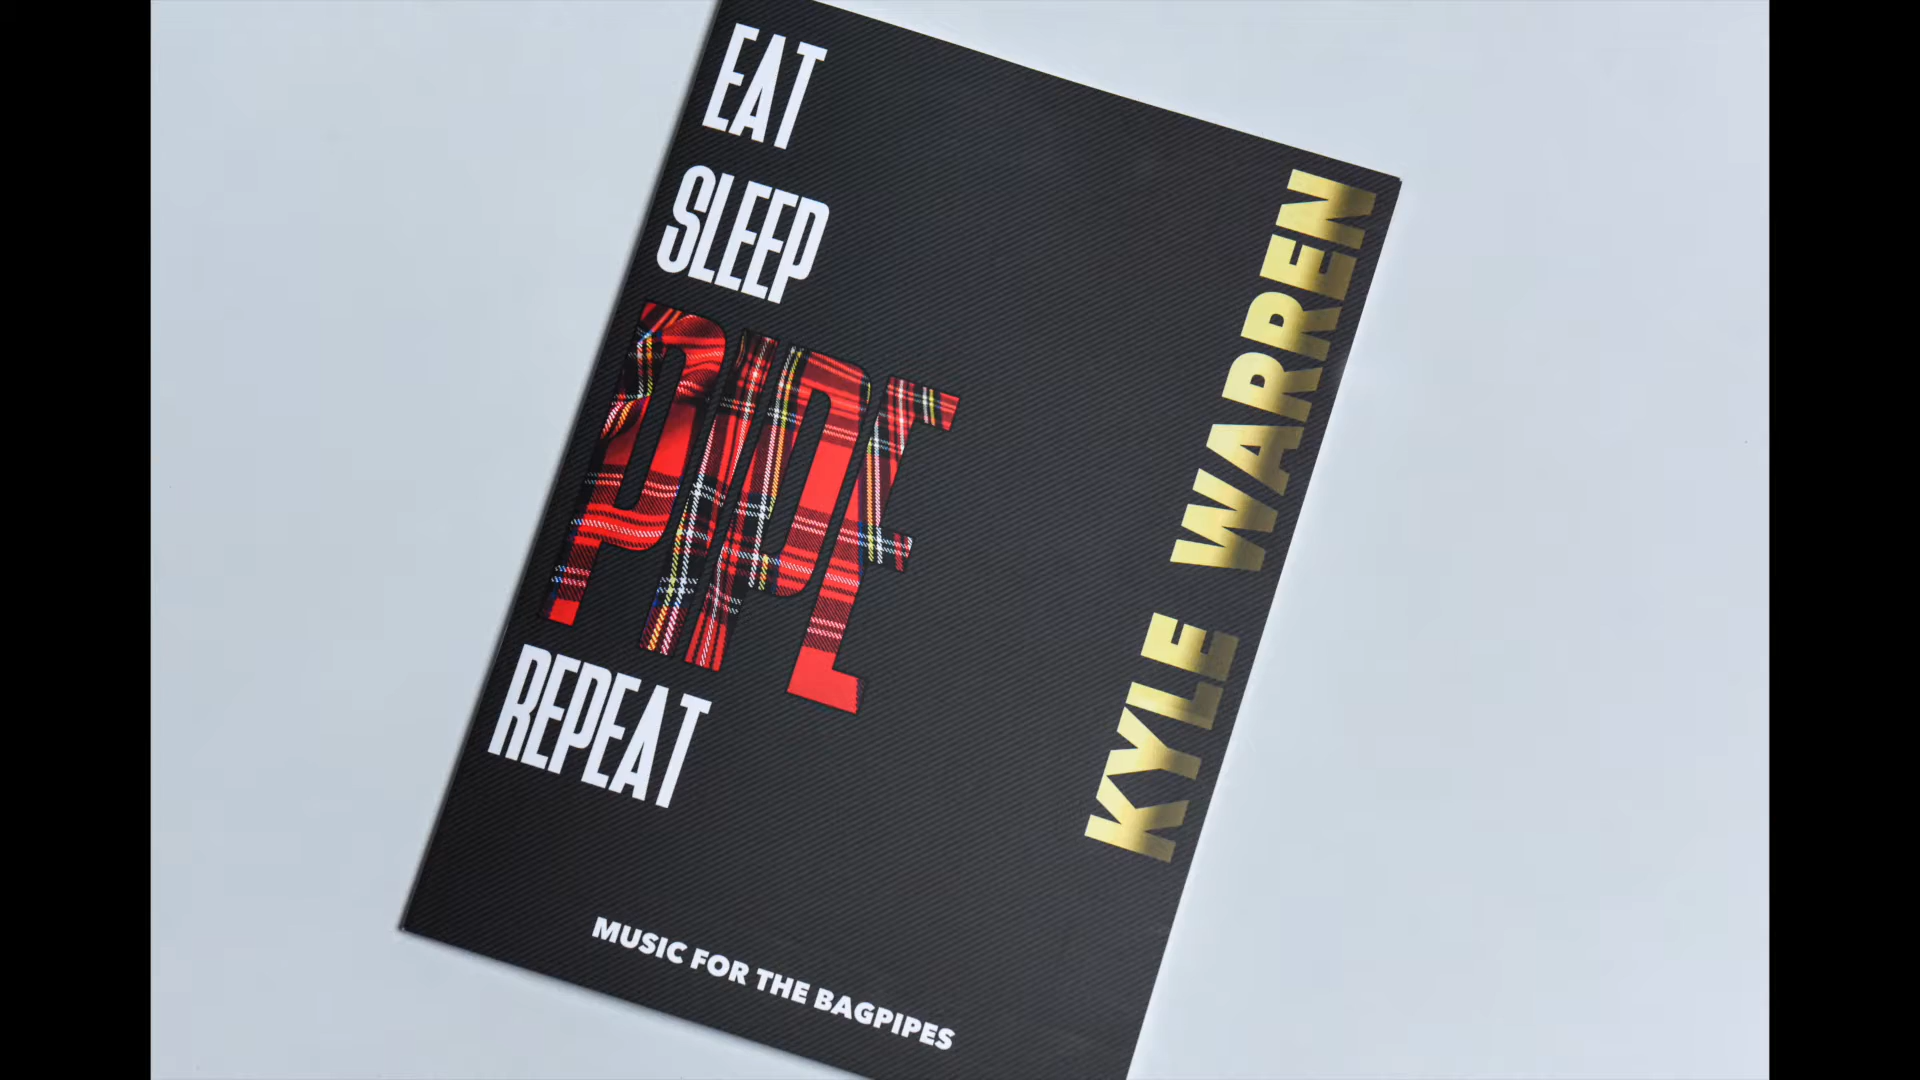 EAT
SLEEP
PIPE
REPEAT
KYLE WARREN
MUSIC FOR THE BAGPIPES